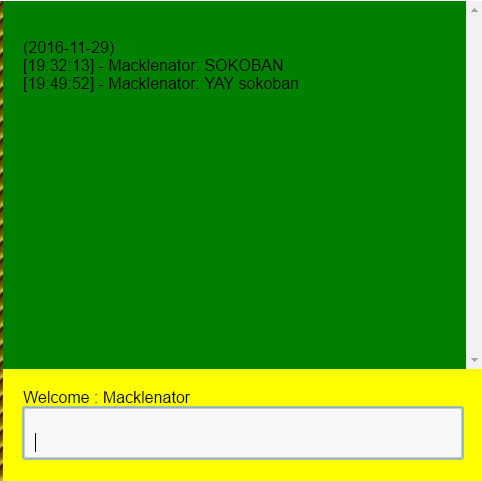 (2016-11-29)
[19:32:13] - Macklenator: SOKOBAN
[19:49:52] - Macklenator: YAY sokoban
Welcome : Macklenator